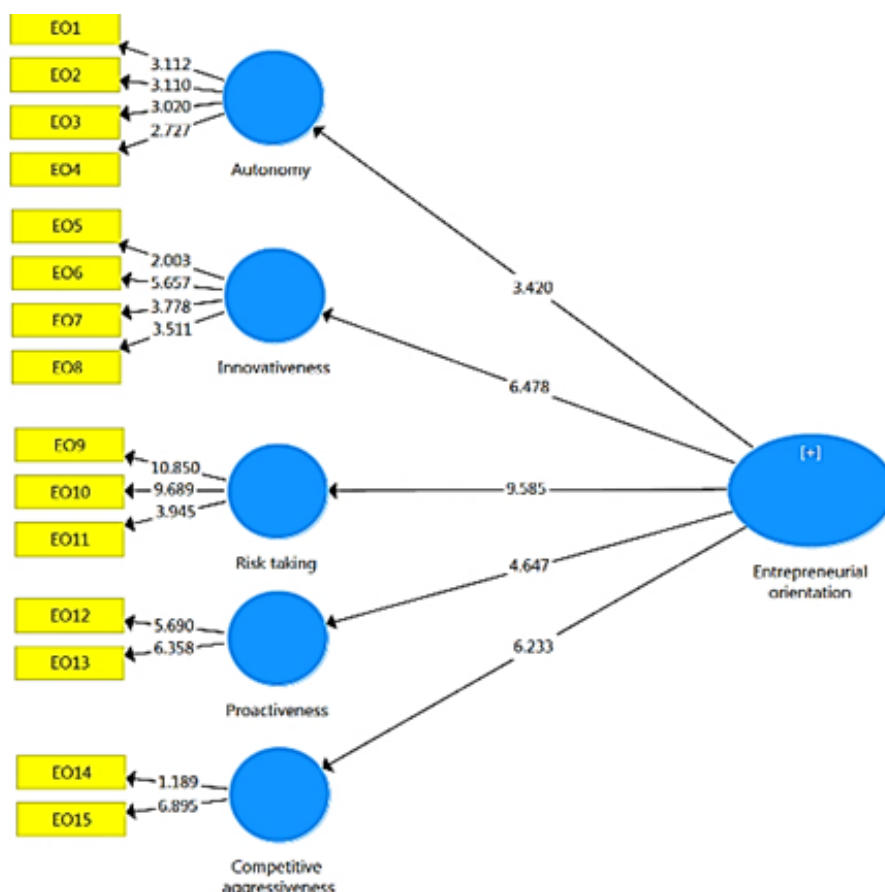 EO1
3.112
EO2
3.110
EO3
3.020
2.727
EO4
Autonomy
EO5
2.003
EO6
5.657
EO7
3.778
3.511
EO8
Innovativeness
3.420
6.478
EO9
10.850
EO10
9.689
3.945
EO11
Risk taking
9.585
[+]
Entrepreneurial
orientation
4.647
EO12
5.690
EO13
6.358
Proactiveness
6.233
EO14
1.189
EO15
6.895
Competitive
aggressiveness